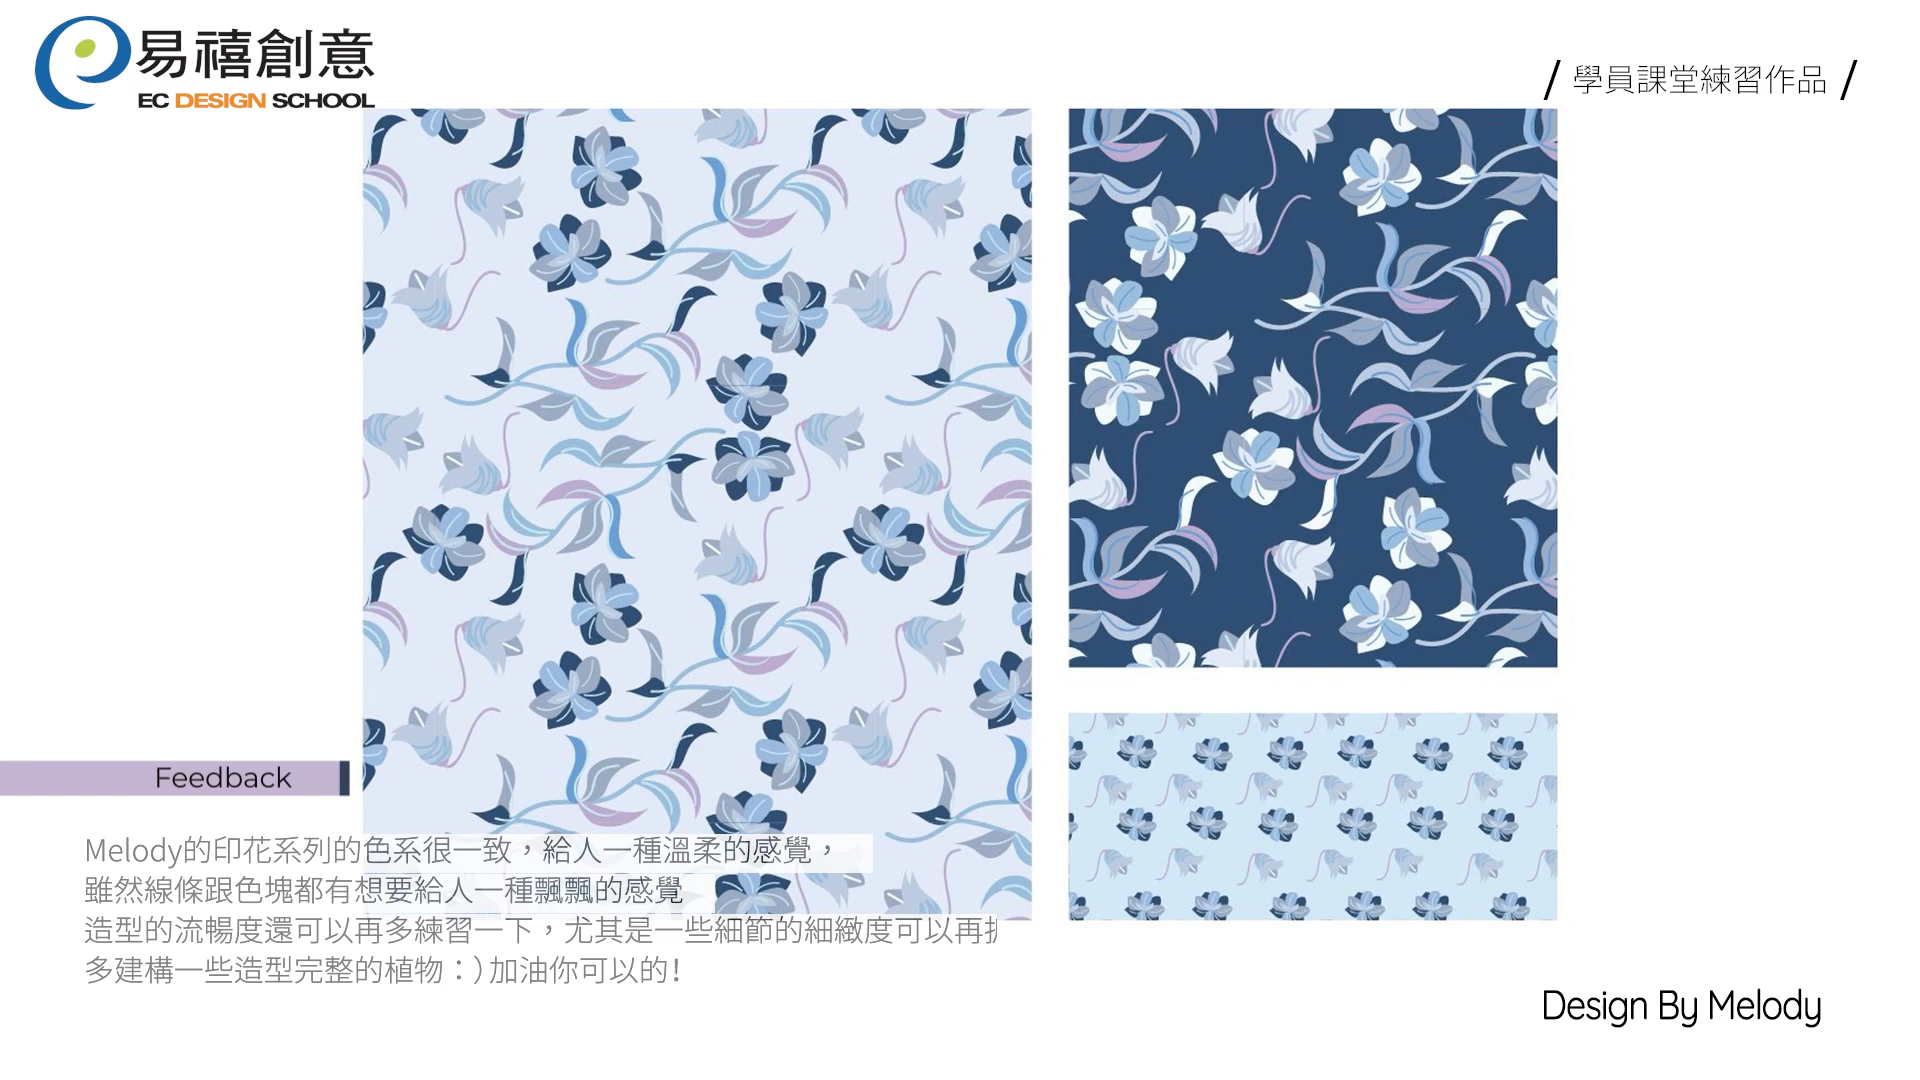 易禧創意
EC DESIGN SCHOOL
/ 學員課堂練習作品 /
Feedback
Melody的印花系列的色系很一致，給人一種溫柔的感覺，
雖然線條跟色塊都有想要給人一種飄飄的感覺
造型的流暢度還可以再多練習一下，尤其是一些細節的細緻度可以再
多建構一些造型完整的植物：）加油你可以的！
Design By Melody